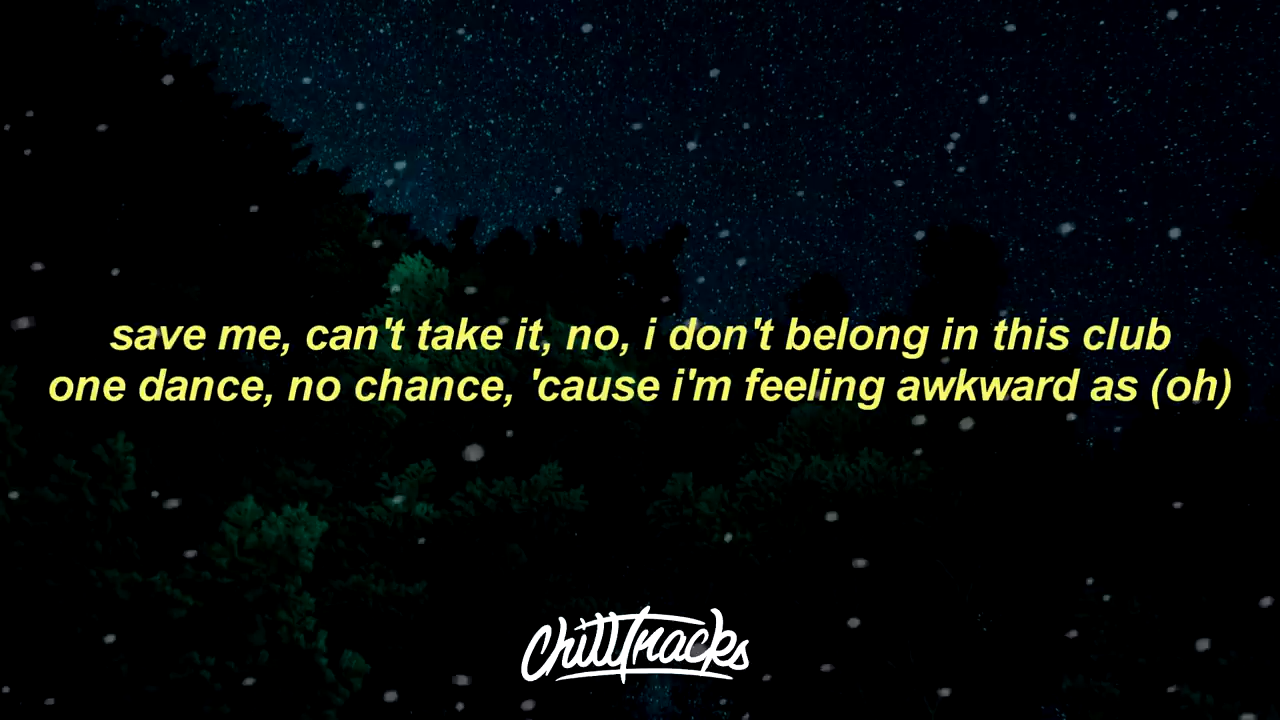 save me, can't take it, no, i don't belong in this club
one dance, no chance, 'cause i'm feeling awkward as (oh)
ChillTracks